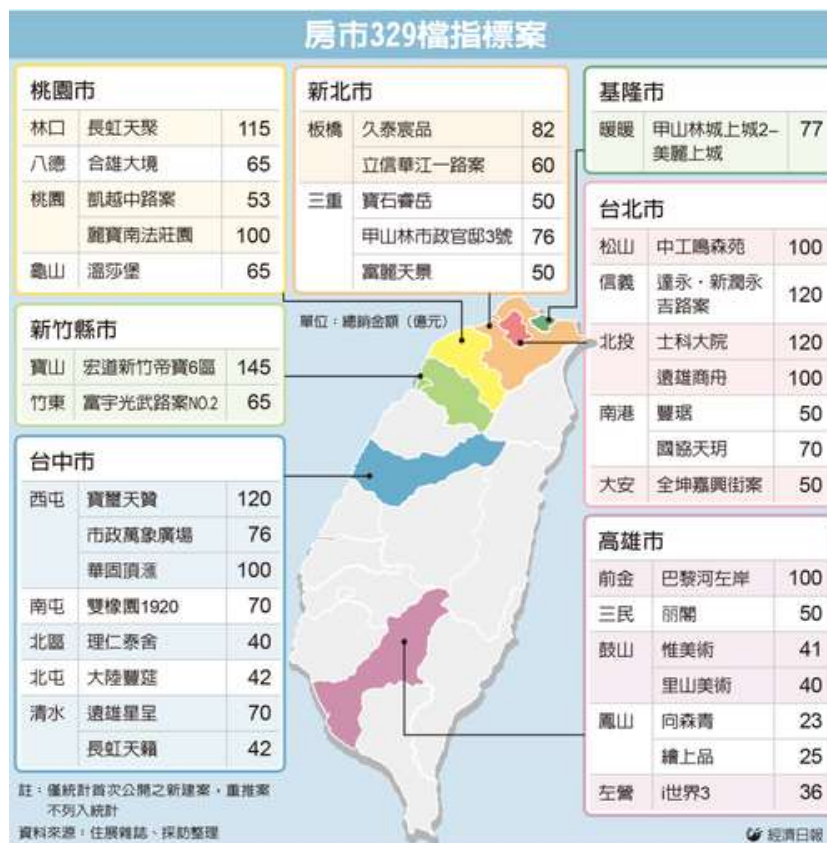 房市329檔指標案
桃園市
林口 長虹天聚 115
八德 合雄大境 65
桃園 凱越中路案 53
麗寶南法莊園 100
龜山 溫莎堡 65
新北市
板橋 久泰宸品 82
立信華江一路案 60
三重 寶石睿岳 50
甲山林市政官邸3號 76
富麗天景 50
基隆市
暖暖 甲山林城上城2-
美麗上城 77
台北市
松山 中工鳴森苑 100
信義 達永·新潤永
吉路案 120
北投 士科大院 120
遠雄商舟 100
南港 豐琚 50
國協天玥 70
大安 全坤嘉興街案 50
單位:總銷金額(億元)
新竹縣市
寶山 宏道新竹帝寶6區 145
竹東 富宇光武路案NO.2 65
台中市
西屯 寶璽天贊 120
市政萬象廣場 76
華固頂滙 100
南屯 雙橡園1920 70
北區 理仁泰舍 40
北屯 大陸豐莛 42
清水 遠雄星呈 70
長虹天籟 42
高雄市
前金 巴黎河左岸 100
三民 丽閣 50
鼓山 惟美術 41
里山美術 40
鳳山 向森青 23
繪上品 25
左營 i世界3 36
註:僅統計首次公開之新建案,重推案
不列入統計
資料來源:住展雜誌、採訪整理
經濟日報